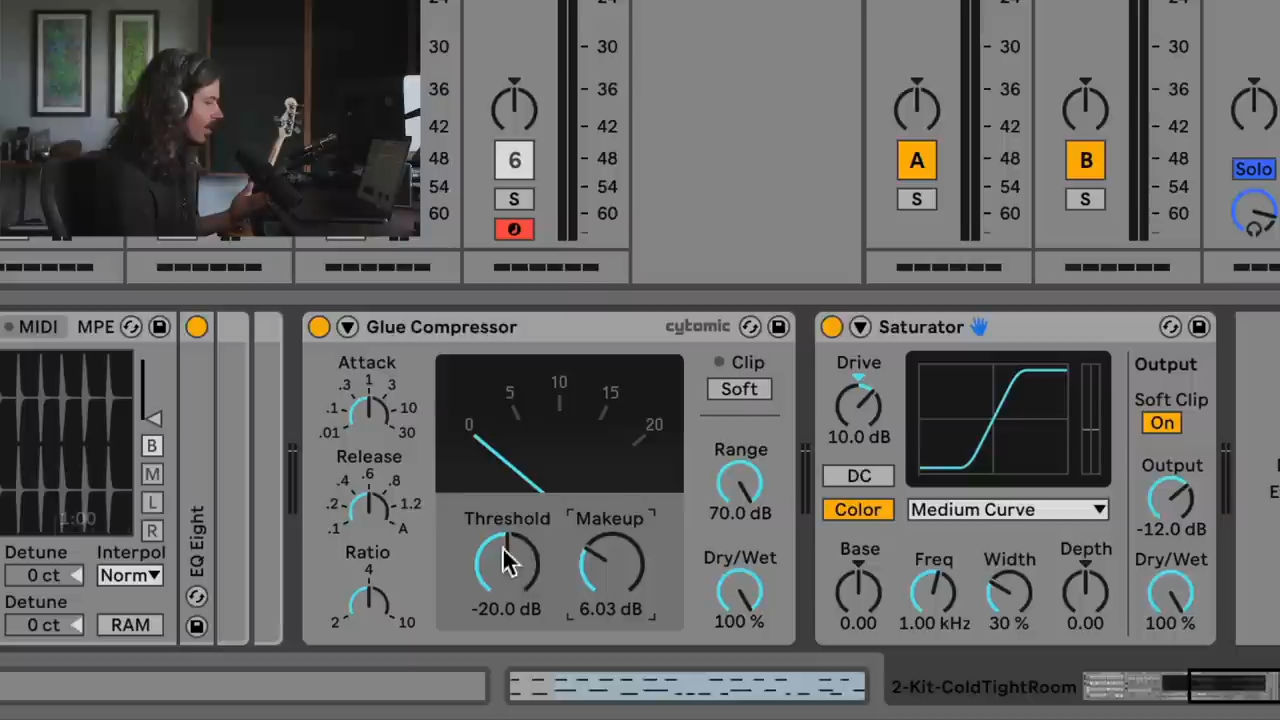 24 24 24 24
30 30 30 30
36 36 36 36
42 42 42 42
48 6 48 A 48 B 48 Solo
54 S 54 S 54 S 54
60 60 60 60
MIDI MPE Glue Compressor cytomic Saturator
Attack
.3 1 3
.1 10
.01 30
Release
.4 .6 .8
.2 1.2
.1 A
Ratio
4
2 10
0 5 10 15 20
Threshold Makeup
-20.0 dB 6.03 dB
Clip
Soft
Range
70.0 dB
Dry/Wet
100 %
Drive
10.0 dB
DC
Color Medium Curve
Base Freq Width Depth
0.00 1.00 kHz 30 % 0.00
Output
Soft Clip
On
Output
-12.0 dB
Dry/Wet
100 %
B
M
L
R
1:00
Detune Interpol
0 ct Norm
Detune
0 ct RAM
EQ Eight
E
2-Kit-ColdTightRoom